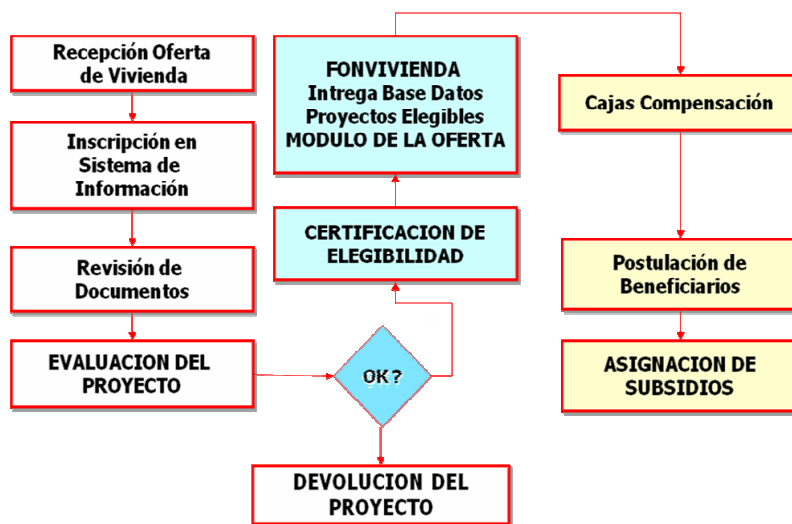 Recepción Oferta
de Vivienda
Inscripción en
Sistema de
Información
Revisión de
Documentos
EVALUACION DEL
PROYECTO
OK?
DEVOLUCION DEL
PROYECTO
CERTIFICACION DE
ELEGIBILIDAD
FONVIVIENDA
Intrega Base Datos
Proyectos Elegibles
MODULO DE LA OFERTA
Cajas Compensación
Postulación de
Beneficiarios
ASIGNACION DE
SUBSIDIOS